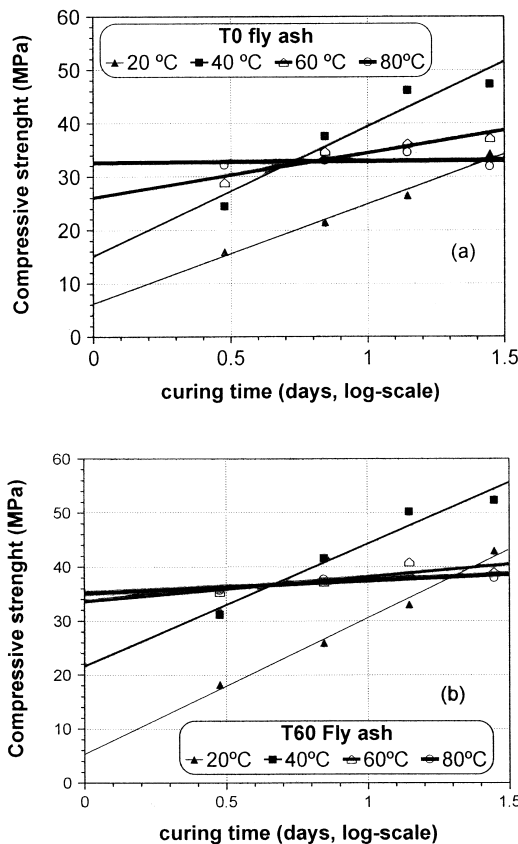 T0 fly ash
20 ºC 40 ºC 60 ºC 80ºC
Compressive strenght (MPa)
60
50
40
30
20
10
0
(a)
0 0.5 1 1.5
curing time (days, log-scale)
Compressive strenght (MPa)
60
50
40
30
20
10
0
(b)
T60 Fly ash
20ºC 40ºC 60ºC 80ºC
0 0.5 1 1.5
curing time (days, log-scale)